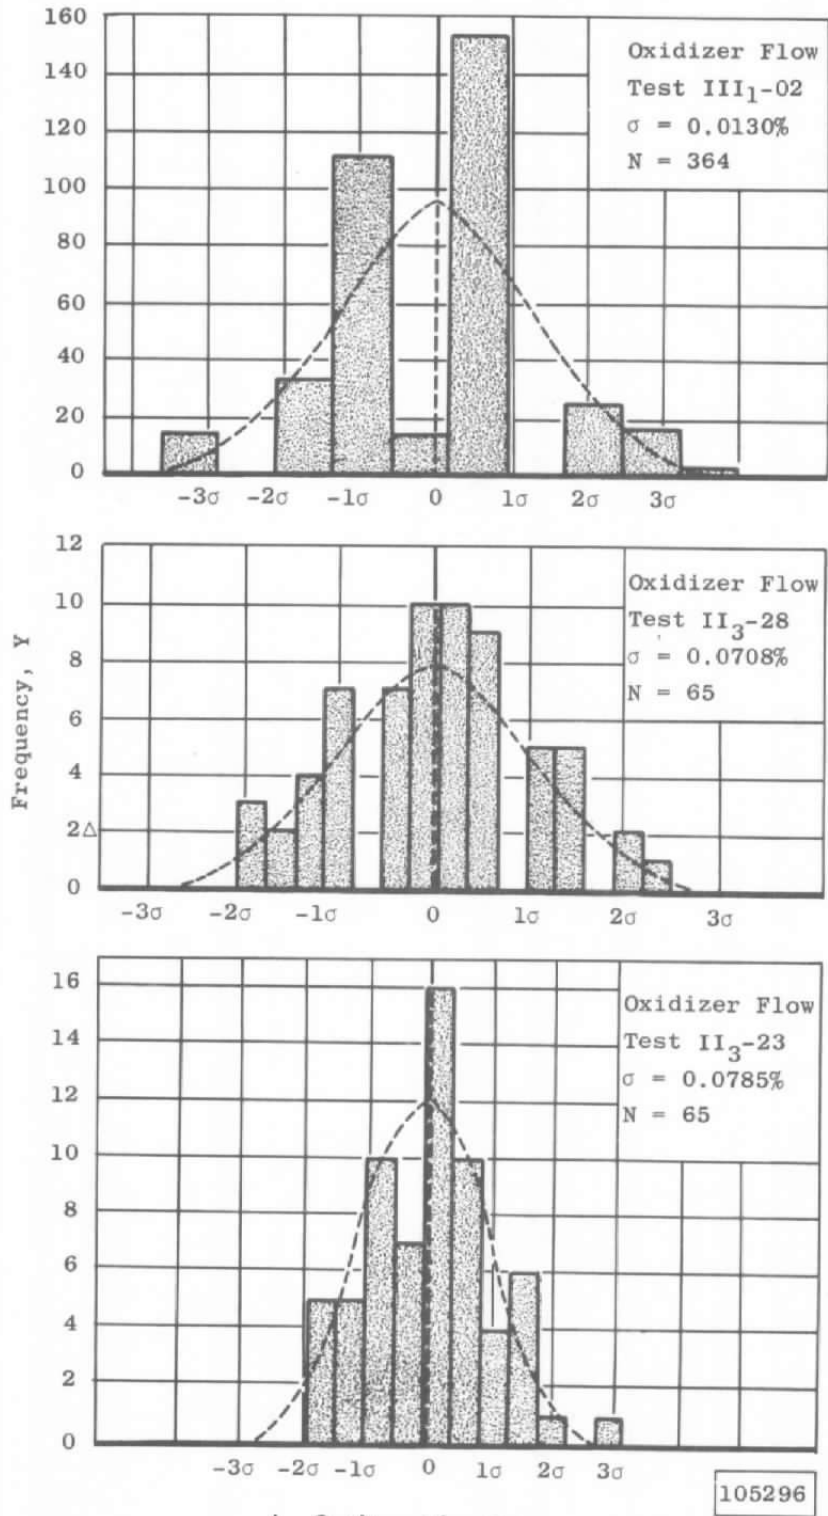 160
140
120
100
80
60
40
20
0
-3σ -2σ -1σ 0 1σ 2σ 3σ
Oxidizer Flow
Test III1-02
σ = 0.0130%
N = 364
Frequency, Y
12
10
8
6
4
2△
0
-3σ -2σ -1σ 0 1σ 2σ 3σ
Oxidizer Flow
Test II3-28
σ = 0.0708%
N = 65
16
14
12
10
8
6
4
2
0
-3σ -2σ -1σ 0 1σ 2σ 3σ
Oxidizer Flow
Test II3-23
σ = 0.0785%
N = 65
105296